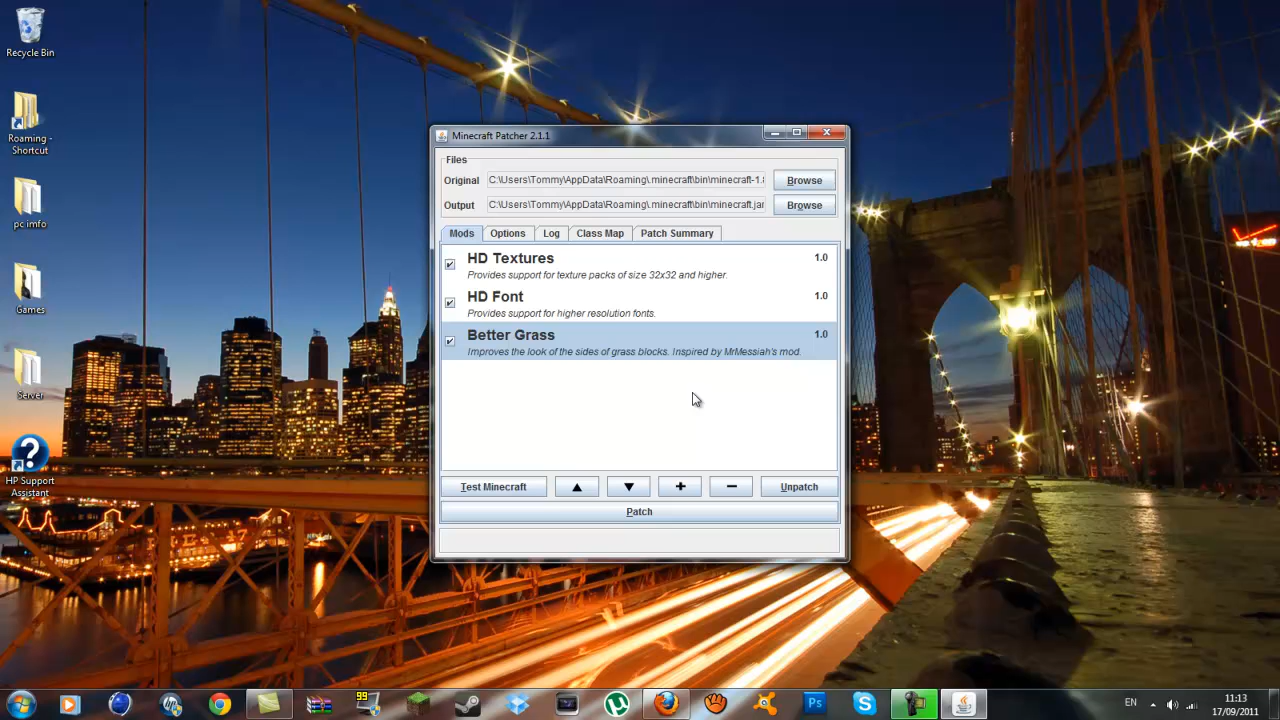 Recycle Bin
Roaming -
Shortcut
pc imfo
Games
Server
HP Support
Assistant
Minecraft Patcher 2.1.1
Files
Original C:\Users\Tommy\AppData\Roaming\.minecraft\bin\minecraft-1.8 Browse
Output C:\Users\Tommy\AppData\Roaming\.minecraft\bin\minecraft.jar Browse
Mods Options Log Class Map Patch Summary
HD Textures 1.0
Provides support for texture packs of size 32x32 and higher.
HD Font 1.0
Provides support for higher resolution fonts.
Better Grass 1.0
Improves the look of the sides of grass blocks. Inspired by MrMessiah's mod.
Test Minecraft ▲ ▼ + − Unpatch
Patch
99
Ps
EN
11:13
17/09/2011